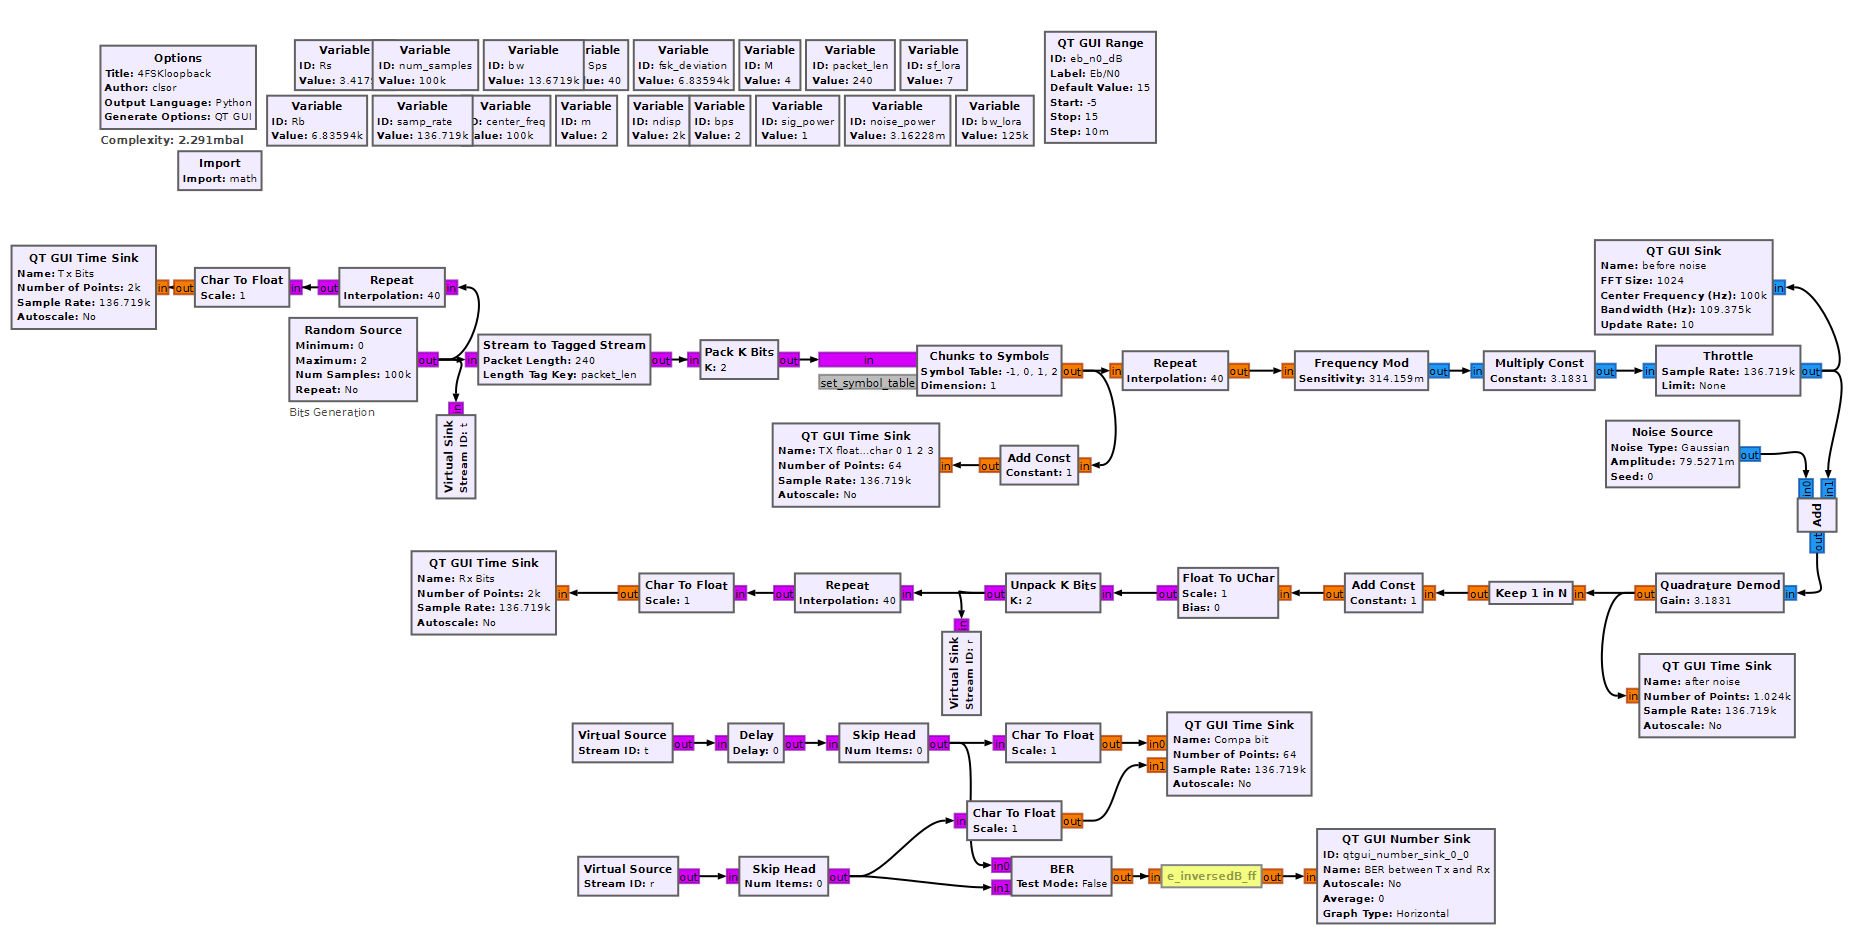 Options
Title: 4FSKloopback
Author: clsor
Output Language: Python
Generate Options: QT GUI
Complexity: 2.291mbal
Import
Import: math
Variable
ID: Rs
Value: 3.417
Variable
ID: num_samples
Value: 100k
Variable
ID: bw
Value: 13.6719k
riable
Sps
lue: 40
Variable
ID: fsk_deviation
Value: 6.83594k
Variable
ID: M
Value: 4
Variable
ID: packet_len
Value: 240
Variable
ID: sf_lora
Value: 7
Variable
ID: Rb
Value: 6.83594k
Variable
ID: samp_rate
Value: 136.719k
Variable
D: center_freq
alue: 100k
Variable
ID: m
Value: 2
Variable
ID: ndisp
Value: 2k
Variable
ID: bps
Value: 2
Variable
ID: sig_power
Value: 1
Variable
ID: noise_power
Value: 3.16228m
Variable
ID: bw_lora
Value: 125k
QT GUI Range
ID: eb_n0_dB
Label: Eb/N0
Default Value: 15
Start: -5
Stop: 15
Step: 10m
QT GUI Time Sink
Name: Tx Bits
Number of Points: 2k
Sample Rate: 136.719k
Autoscale: No
in
out
Char To Float
Scale: 1
in
out
Repeat
Interpolation: 40
in
Random Source
Minimum: 0
Maximum: 2
Num Samples: 100k
Repeat: No
out
Bits Generation
in
Virtual Sink
Stream ID: t
in
Stream to Tagged Stream
Packet Length: 240
Length Tag Key: packet_len
out
in
Pack K Bits
K: 2
out
in
set_symbol_table
Chunks to Symbols
Symbol Table: -1, 0, 1, 2
Dimension: 1
out
in
Repeat
Interpolation: 40
out
in
Frequency Mod
Sensitivity: 314.159m
out
in
Multiply Const
Constant: 3.1831
out
in
Throttle
Sample Rate: 136.719k
Limit: None
out
QT GUI Sink
Name: before noise
FFT Size: 1024
Center Frequency (Hz): 100k
Bandwidth (Hz): 109.375k
Update Rate: 10
in
QT GUI Time Sink
Name: TX float...char 0 1 2 3
Number of Points: 64
Sample Rate: 136.719k
Autoscale: No
in
out
Add Const
Constant: 1
in
Noise Source
Noise Type: Gaussian
Amplitude: 79.5271m
Seed: 0
out
in0
in1
Add
out
QT GUI Time Sink
Name: Rx Bits
Number of Points: 2k
Sample Rate: 136.719k
Autoscale: No
in
out
Char To Float
Scale: 1
in
out
Repeat
Interpolation: 40
in
out
Unpack K Bits
K: 2
in
out
Float To UChar
Scale: 1
Bias: 0
in
out
Add Const
Constant: 1
in
out
Keep 1 in N
in
out
Quadrature Demod
Gain: 3.1831
in
in
Virtual Sink
Stream ID: r
in
QT GUI Time Sink
Name: after noise
Number of Points: 1.024k
Sample Rate: 136.719k
Autoscale: No
Virtual Source
Stream ID: t
out
in
Delay
Delay: 0
out
in
Skip Head
Num Items: 0
out
in
Char To Float
Scale: 1
out
in0
in1
QT GUI Time Sink
Name: Compa bit
Number of Points: 64
Sample Rate: 136.719k
Autoscale: No
in
Char To Float
Scale: 1
out
Virtual Source
Stream ID: r
out
in
Skip Head
Num Items: 0
out
in0
in1
BER
Test Mode: False
out
in
e_inversedB_ff
out
in
QT GUI Number Sink
ID: qtgui_number_sink_0_0
Name: BER between Tx and Rx
Autoscale: No
Average: 0
Graph Type: Horizontal